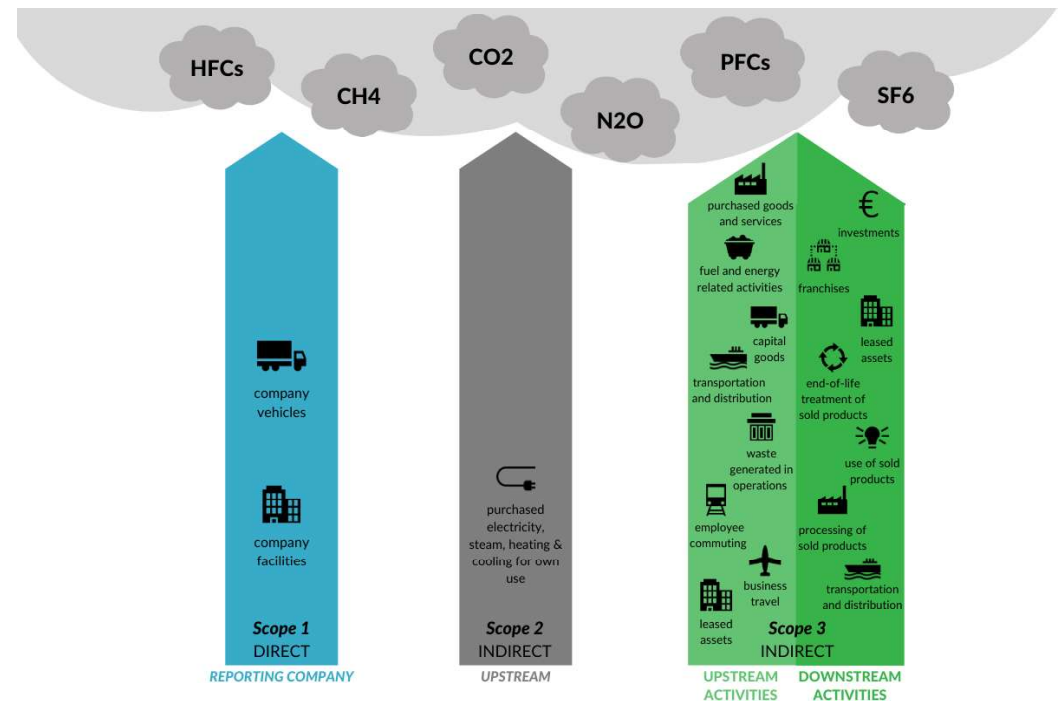 HFCs
CH4
CO2
N2O
PFCs
SF6
company
vehicles
company
facilities
Scope 1
DIRECT
REPORTING COMPANY
purchased
electricity,
steam, heating &
cooling for own
use
Scope 2
INDIRECT
UPSTREAM
purchased goods
and services
fuel and energy
related activities
capital
goods
transportation
and distribution
waste
generated in
operations
employee
commuting
business
travel
leased
assets
€
investments
franchises
leased
assets
end-of-life
treatment of
sold products
use of sold
products
processing of
sold products
transportation
and distribution
Scope 3
INDIRECT
UPSTREAM
ACTIVITIES
DOWNSTREAM
ACTIVITIES